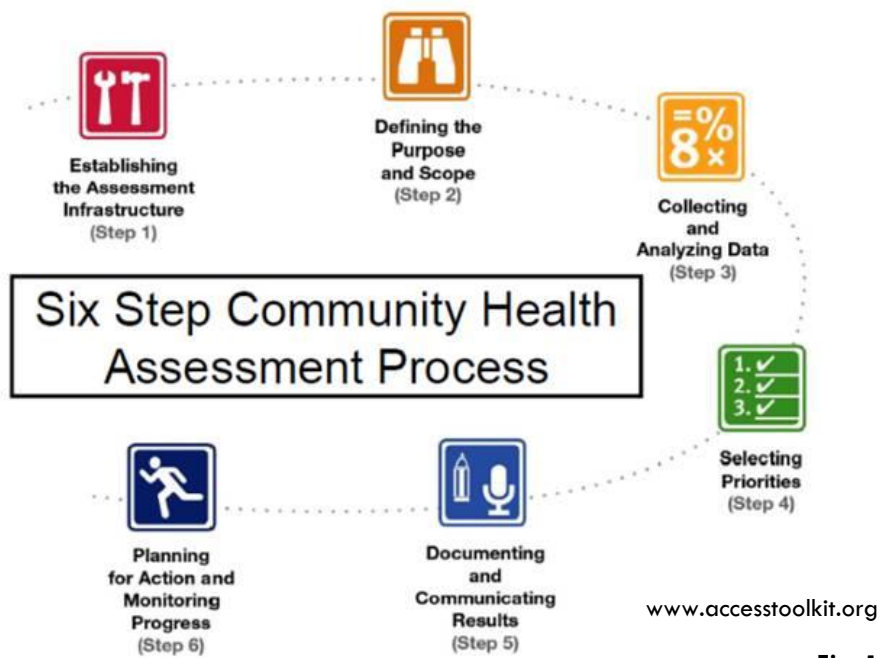 Establishing
the Assessment
Infrastructure
(Step 1)
Defining the
Purpose
and Scope
(Step 2)
=%
8×
Collecting
and
Analyzing Data
(Step 3)
Six Step Community Health
Assessment Process
1.
2.
3.
Selecting
Priorities
(Step 4)
Documenting
and
Communicating
Results
(Step 5)
Planning
for Action and
Monitoring
Progress
(Step 6)
www.accesstoolkit.org